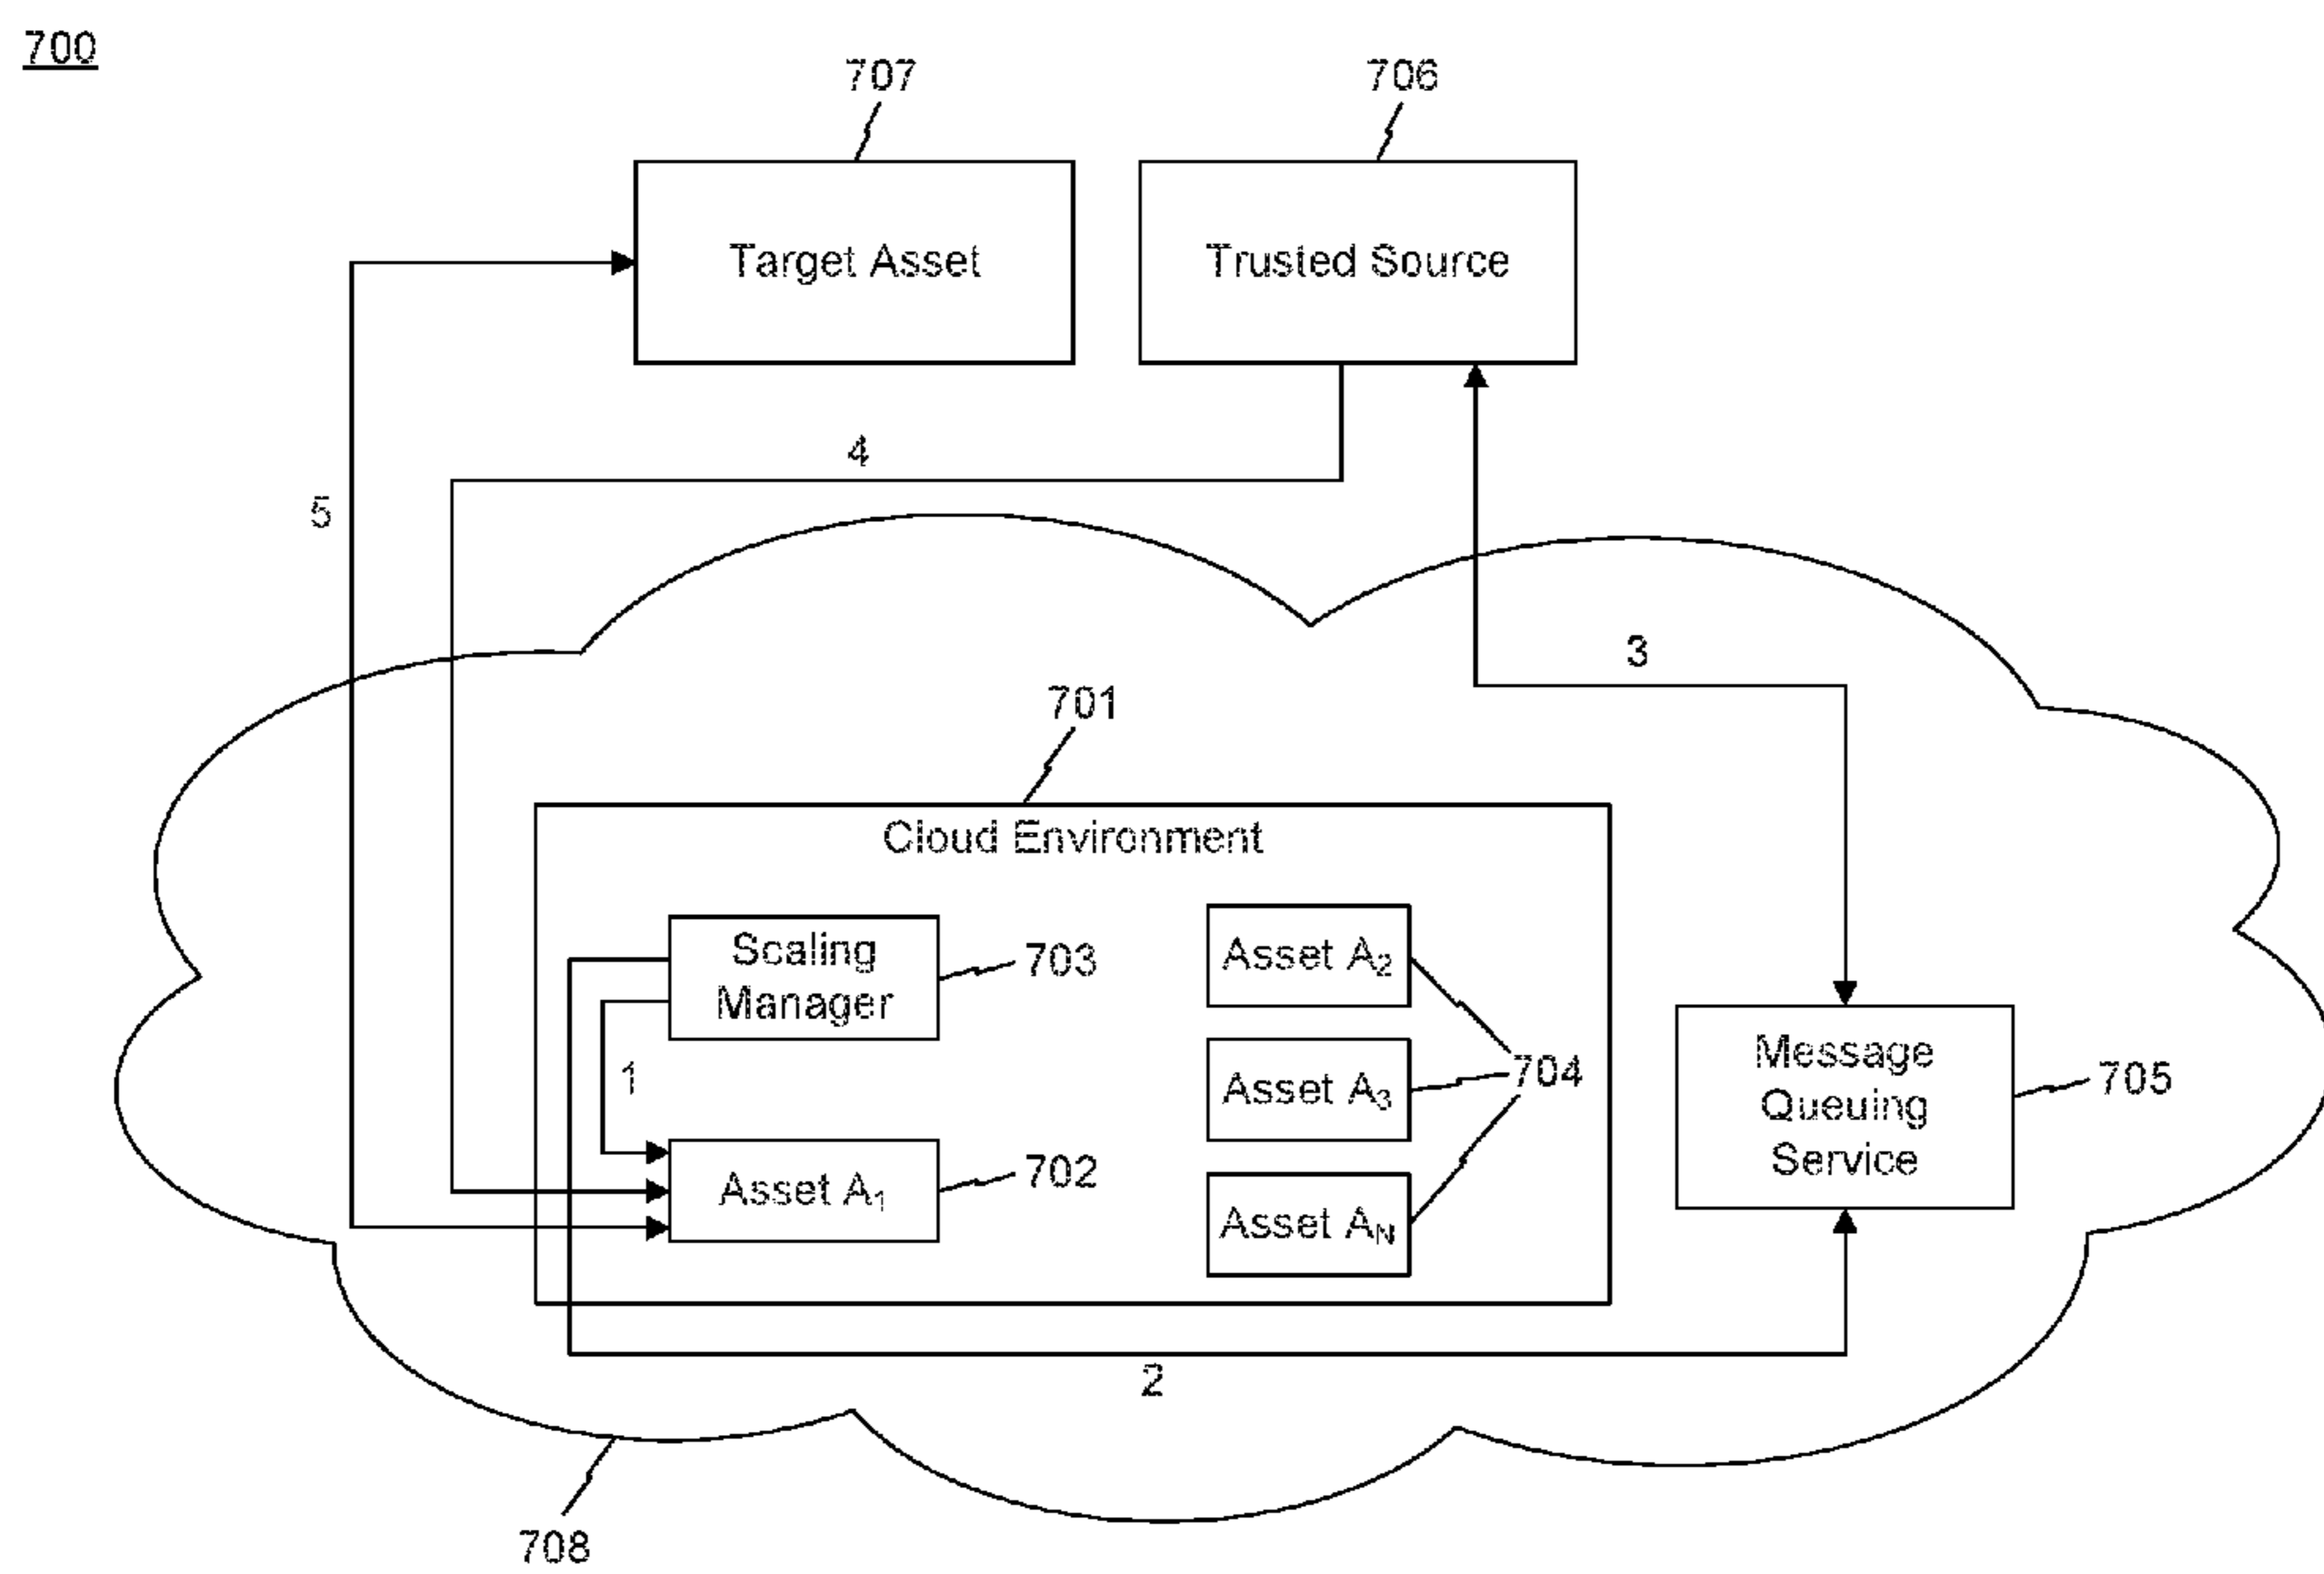 700
707
706
Target Asset
Trusted Source
4
5
3
701
Cloud Environment
Scaling
Manager
703
Asset A₂
1
Asset A₃
704
Message
Queuing
Service
705
Asset A₁
702
Asset A_N
2
708